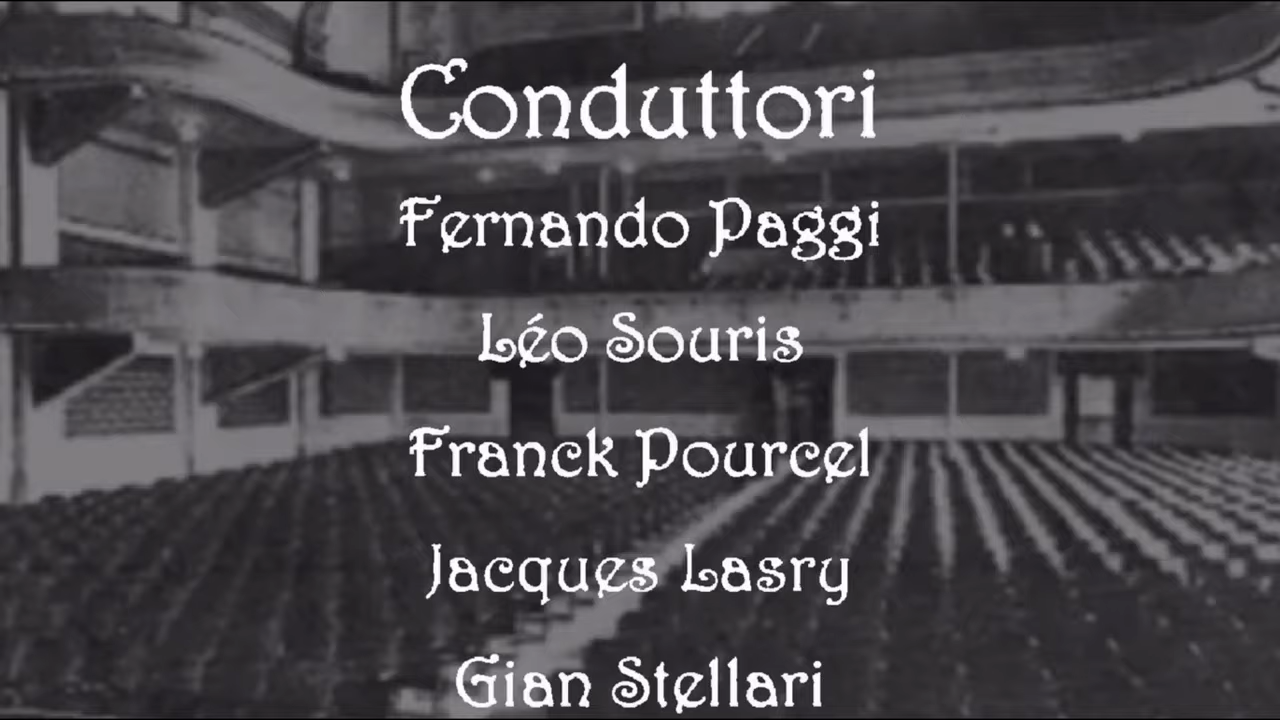 Conduttori
Fernando Paggi
Léo Souris
Franck Pourcel
Jacques Lasry
Gian Stellari